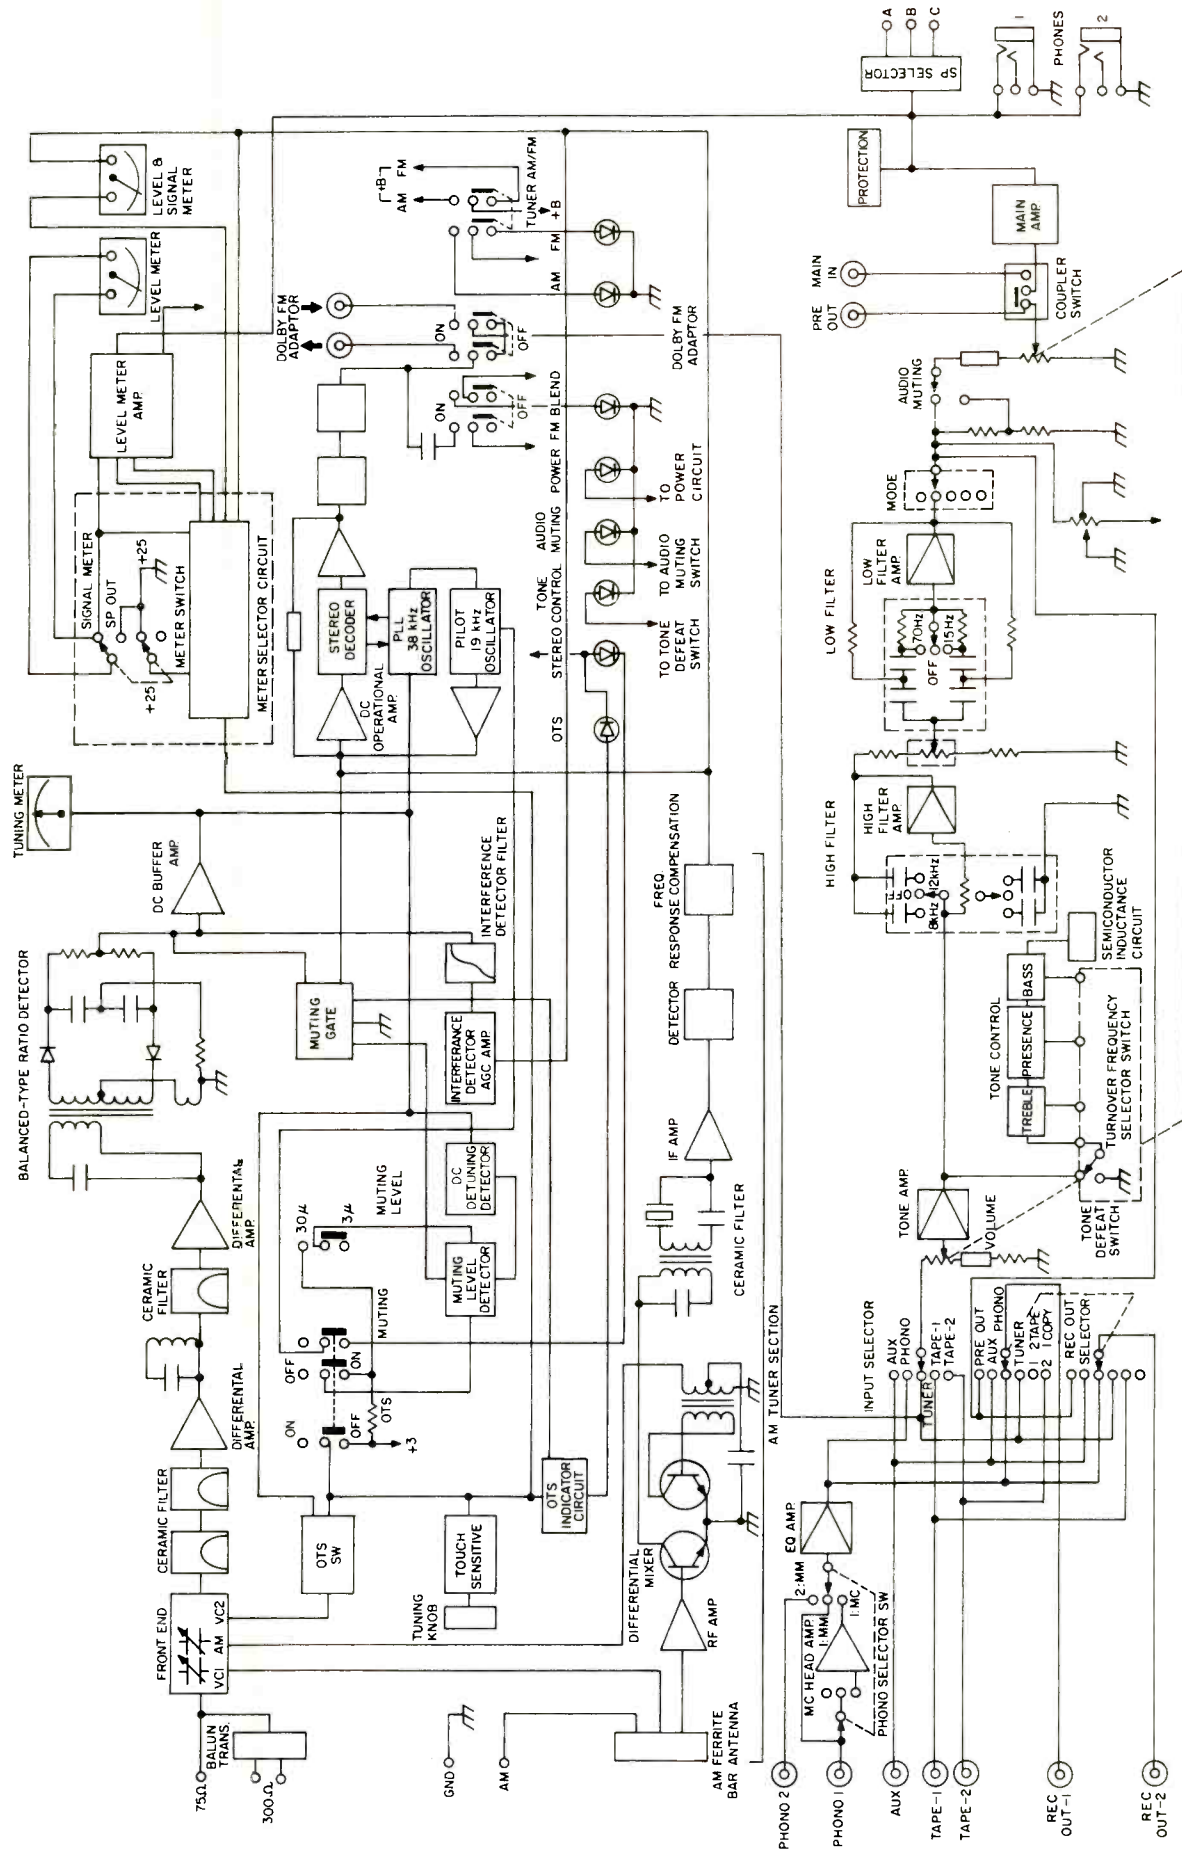 75Ω
300Ω
BALUN
TRANS.
FRONT END
VC1
AM
VC2
CERAMIC FILTER
DIFFERENTAL
AMP.
CERAMIC
FILTER
DIFFERENTAL
AMP.
BALANCED-TYPE RATIO DETECTOR
DC BUFFER
AMP.
TUNING METER
SIGNAL METER
SP OUT
+25
+25
METER SWITCH
METER SELECTOR CIRCUIT
LEVEL METER
AMP.
LEVEL METER
LEVEL &
SIGNAL
METER
OTS
SW
TOUCH
SENSITIVE
TUNING
KNOB
OTS
INDICATOR
CIRCUIT
ON
OFF
OTS
+3
OFF
ON
MUTING
30μ
3μ
MUTING
LEVEL
MUTING
LEVEL
DETECTOR
DC
DETUNING
DETECTOR
MUTING
GATE
INTERFERANCE
DETECTOR
AGC AMP.
INTERFERENCE
DETECTOR FILTER
DC
OPERATIONAL
AMP.
STEREO
DECODER
PLL
38 kHz
OSCILLATOR
PILOT
19 kHz
OSCILLATOR
OTS
STEREO
TONE
CONTROL
AUDIO
MUTING
POWER
FM BLEND
ON
OFF
ON
OFF
DOLBY FM
ADAPTOR
DOLBY FM
ADAPTOR
AM
FM
+B
TUNER AM/FM
AM
FM
+B
TO TONE
DEFEAT
SWITCH
TO AUDIO
MUTING
SWITCH
TO
POWER
CIRCUIT
GND
AM
AM FERRITE
BAR ANTENNA
RF AMP
DIFFERENTIAL
MIXER
CERAMIC FILTER
IF AMP
DETECTOR
FREQ.
RESPONSE COMPENSATION
AM TUNER SECTION
PHONO 2
PHONO 1
AUX
TAPE-1
TAPE-2
REC
OUT-1
REC
OUT-2
MC HEAD AMP.
1:MM
1:MC
2:MM
PHONO SELECTOR SW
EQ AMP.
INPUT SELECTOR
AUX
PHONO
TUNER
TAPE-1
TAPE-2
PRE OUT
AUX
PHONO
TUNER
1 2 TAPE
2 1 COPY
REC OUT
SELECTOR
VOLUME
TONE AMP.
TONE
DEFEAT
SWITCH
TONE CONTROL
TREBLE
PRESENCE
BASS
TURNOVER FREQUENCY
SELECTOR SWITCH
SEMICONDUCTOR
INDUCTANCE
CIRCUIT
HIGH FILTER
8kHz
OFF
12kHz
HIGH
FILTER
AMP.
LOW FILTER
70Hz
OFF
15Hz
LOW
FILTER
AMP.
MODE
AUDIO
MUTING
PRE
OUT
MAIN
IN
COUPLER
SWITCH
MAIN
AMP.
PROTECTION
SP SELECTOR
A
B
C
1
2
PHONES